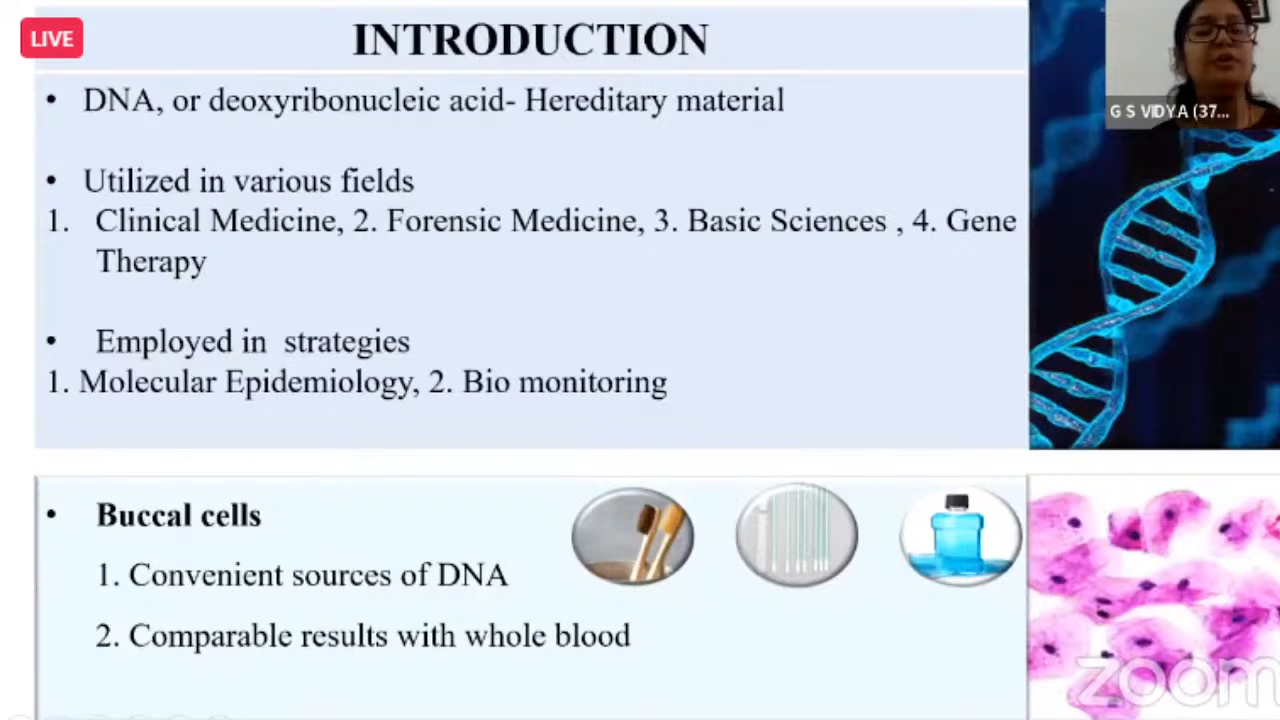 LIVE
INTRODUCTION
G S VIDYA (37...
• DNA, or deoxyribonucleic acid- Hereditary material
• Utilized in various fields
1. Clinical Medicine, 2. Forensic Medicine, 3. Basic Sciences , 4. Gene
Therapy
• Employed in strategies
1. Molecular Epidemiology, 2. Bio monitoring
• Buccal cells
1. Convenient sources of DNA
2. Comparable results with whole blood
zoom